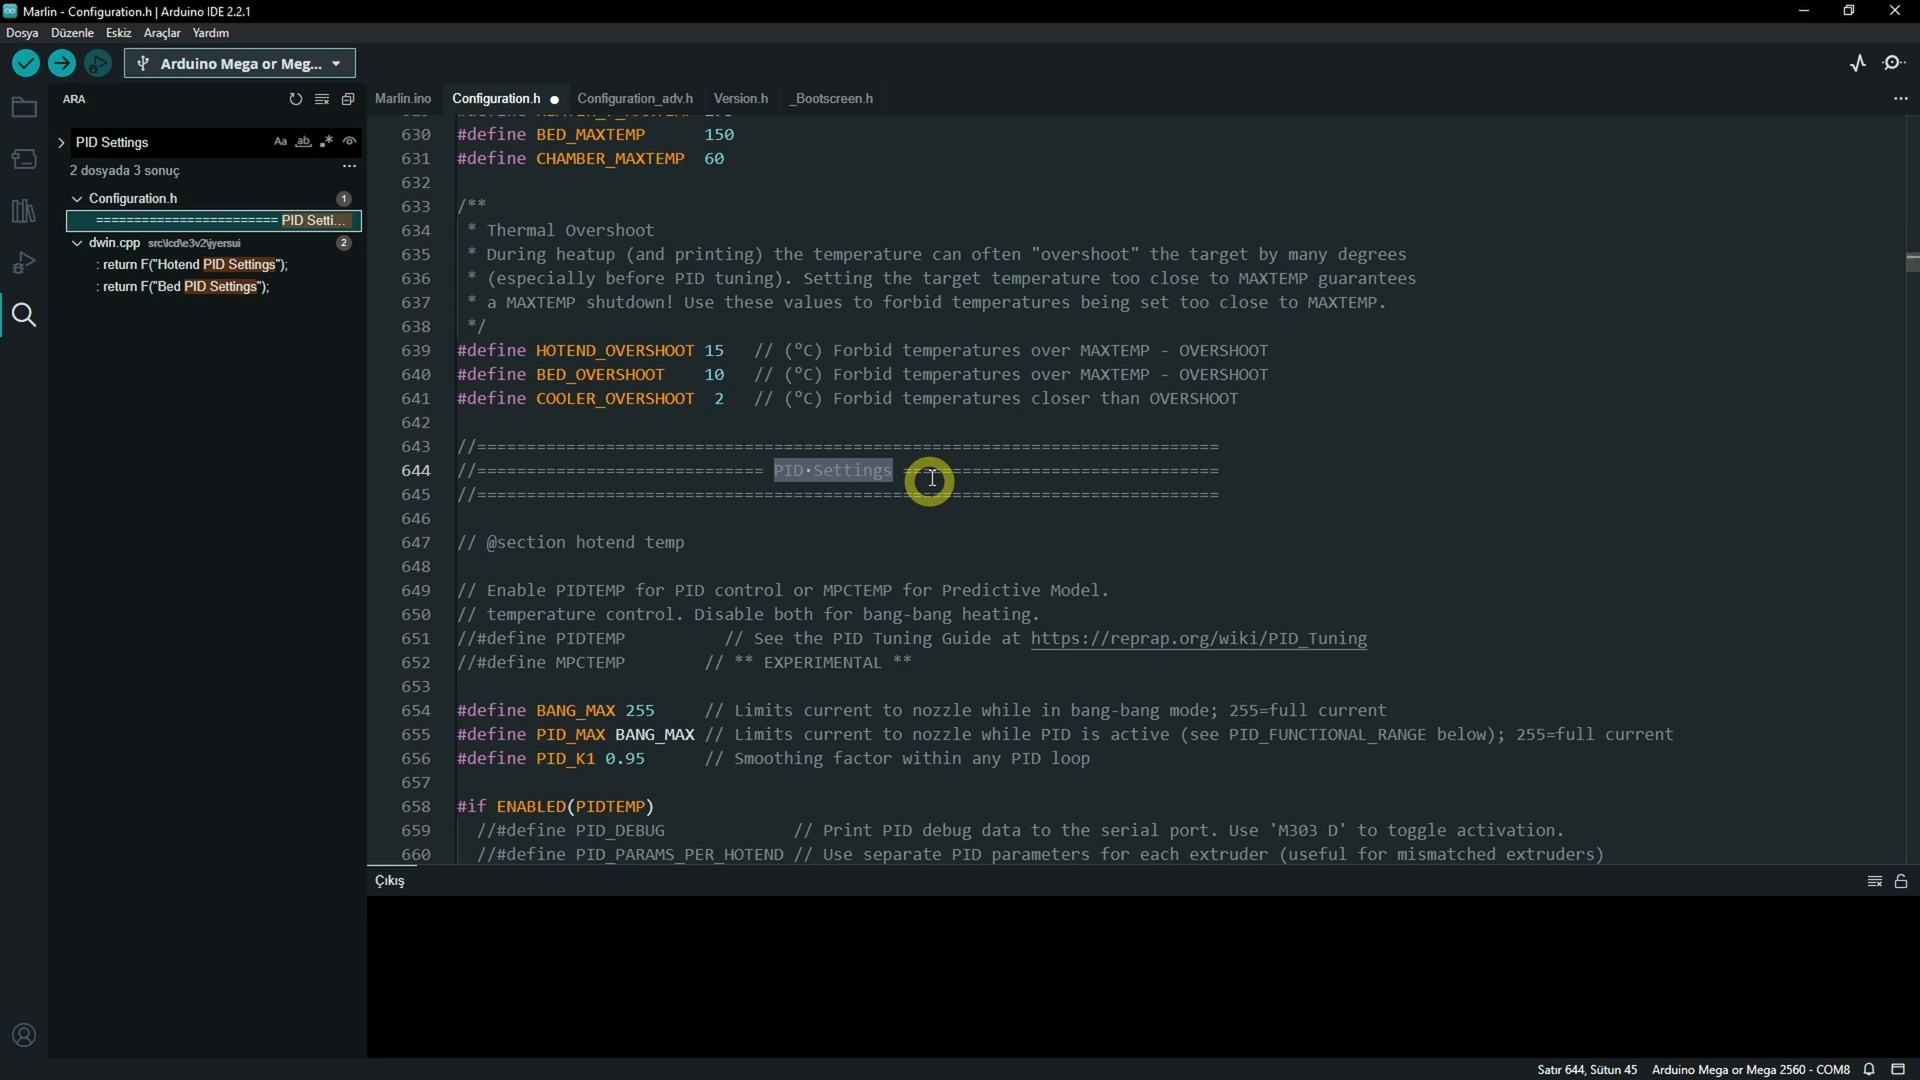 Marlin - Configuration.h | Arduino IDE 2.2.1
Dosya Düzenle Eskiz Araçlar Yardım
Arduino Mega or Meg...
ARA
Marlin.ino Configuration.h Configuration_adv.h Version.h _Bootscreen.h
PID Settings
2 dosyada 3 sonuç
Configuration.h 1
======================== PID Setti...
dwin.cpp src\lcd\e3v2\jyersui 2
: return F("Hotend PID Settings");
: return F("Bed PID Settings");
630 #define BED_MAXTEMP 150
631 #define CHAMBER_MAXTEMP 60
632
633 /**
634 * Thermal Overshoot
635 * During heatup (and printing) the temperature can often "overshoot" the target by many degrees
636 * (especially before PID tuning). Setting the target temperature too close to MAXTEMP guarantees
637 * a MAXTEMP shutdown! Use these values to forbid temperatures being set too close to MAXTEMP.
638 */
639 #define HOTEND_OVERSHOOT 15 // (°C) Forbid temperatures over MAXTEMP - OVERSHOOT
640 #define BED_OVERSHOOT 10 // (°C) Forbid temperatures over MAXTEMP - OVERSHOOT
641 #define COOLER_OVERSHOOT 2 // (°C) Forbid temperatures closer than OVERSHOOT
642
643 //===========================================================================
644 //============================= PID·Settings ================================
645 //===========================================================================
646
647 // @section hotend temp
648
649 // Enable PIDTEMP for PID control or MPCTEMP for Predictive Model.
650 // temperature control. Disable both for bang-bang heating.
651 //#define PIDTEMP // See the PID Tuning Guide at https://reprap.org/wiki/PID_Tuning
652 //#define MPCTEMP // ** EXPERIMENTAL **
653
654 #define BANG_MAX 255 // Limits current to nozzle while in bang-bang mode; 255=full current
655 #define PID_MAX BANG_MAX // Limits current to nozzle while PID is active (see PID_FUNCTIONAL_RANGE below); 255=full current
656 #define PID_K1 0.95 // Smoothing factor within any PID loop
657
658 #if ENABLED(PIDTEMP)
659 //#define PID_DEBUG // Print PID debug data to the serial port. Use 'M303 D' to toggle activation.
660 //#define PID_PARAMS_PER_HOTEND // Use separate PID parameters for each extruder (useful for mismatched extruders)
Çıkış
Satır 644, Sütun 45 Arduino Mega or Mega 2560 - COM8